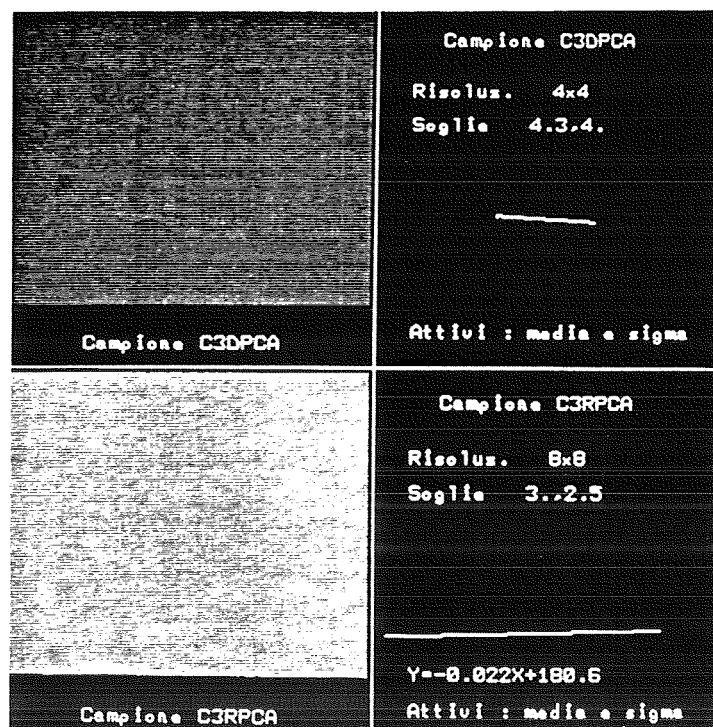 Campione C3DPCA
Campione C3DPCA
Risoluz. 4x4
Soglie 4.3,4.
Attivi : media e sigma
Campione C3RPCA
Campione C3RPCA
Risoluz. 8x8
Soglie 3.,2.5
Y=-0.022X+180.6
Attivi : media e sigma